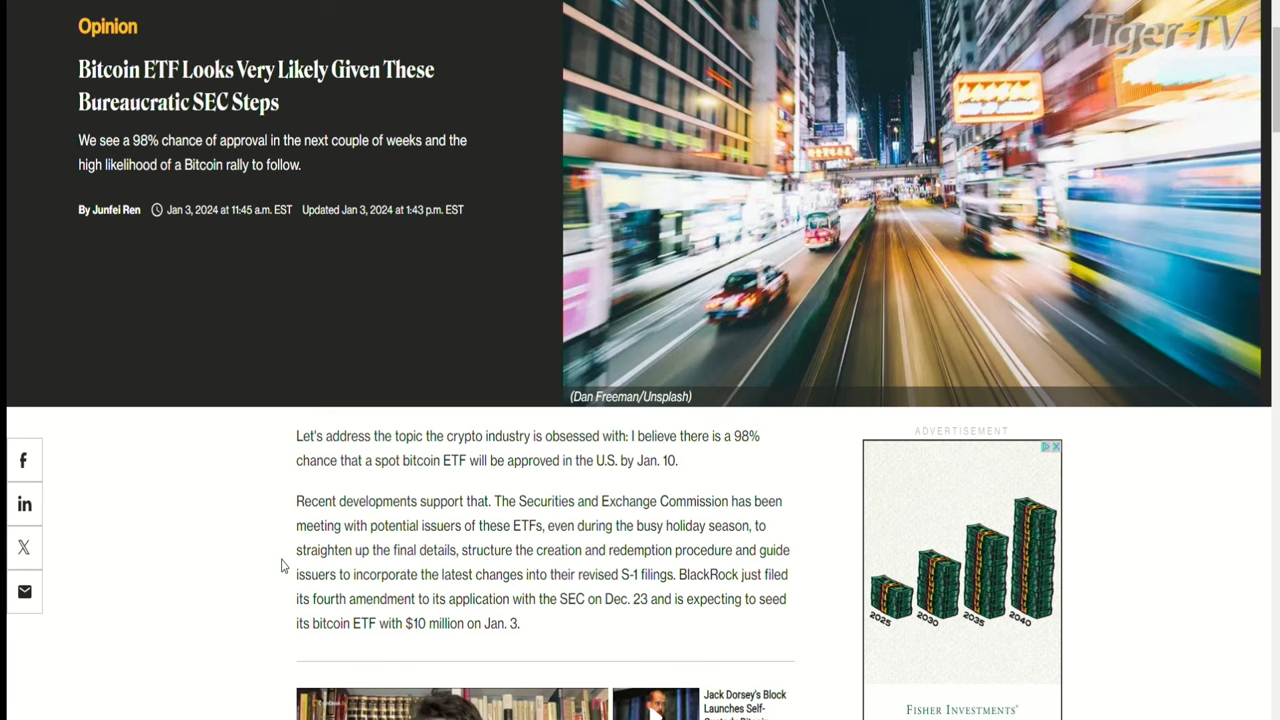 Tiger-TV
Opinion
Bitcoin ETF Looks Very Likely Given These
Bureaucratic SEC Steps
We see a 98% chance of approval in the next couple of weeks and the
high likelihood of a Bitcoin rally to follow.
By Junfei Ren Jan 3, 2024 at 11:45 a.m. EST Updated Jan 3, 2024 at 1:43 p.m. EST
(Dan Freeman/Unsplash)
Let's address the topic the crypto industry is obsessed with: I believe there is a 98%
chance that a spot bitcoin ETF will be approved in the U.S. by Jan. 10.
Recent developments support that. The Securities and Exchange Commission has been
meeting with potential issuers of these ETFs, even during the busy holiday season, to
straighten up the final details, structure the creation and redemption procedure and guide
issuers to incorporate the latest changes into their revised S-1 filings. BlackRock just filed
its fourth amendment to its application with the SEC on Dec. 23 and is expecting to seed
its bitcoin ETF with $10 million on Jan. 3.
Jack Dorsey's Block
Launches Self-
ADVERTISEMENT
2025 2030 2035 2040
FISHER INVESTMENTS®